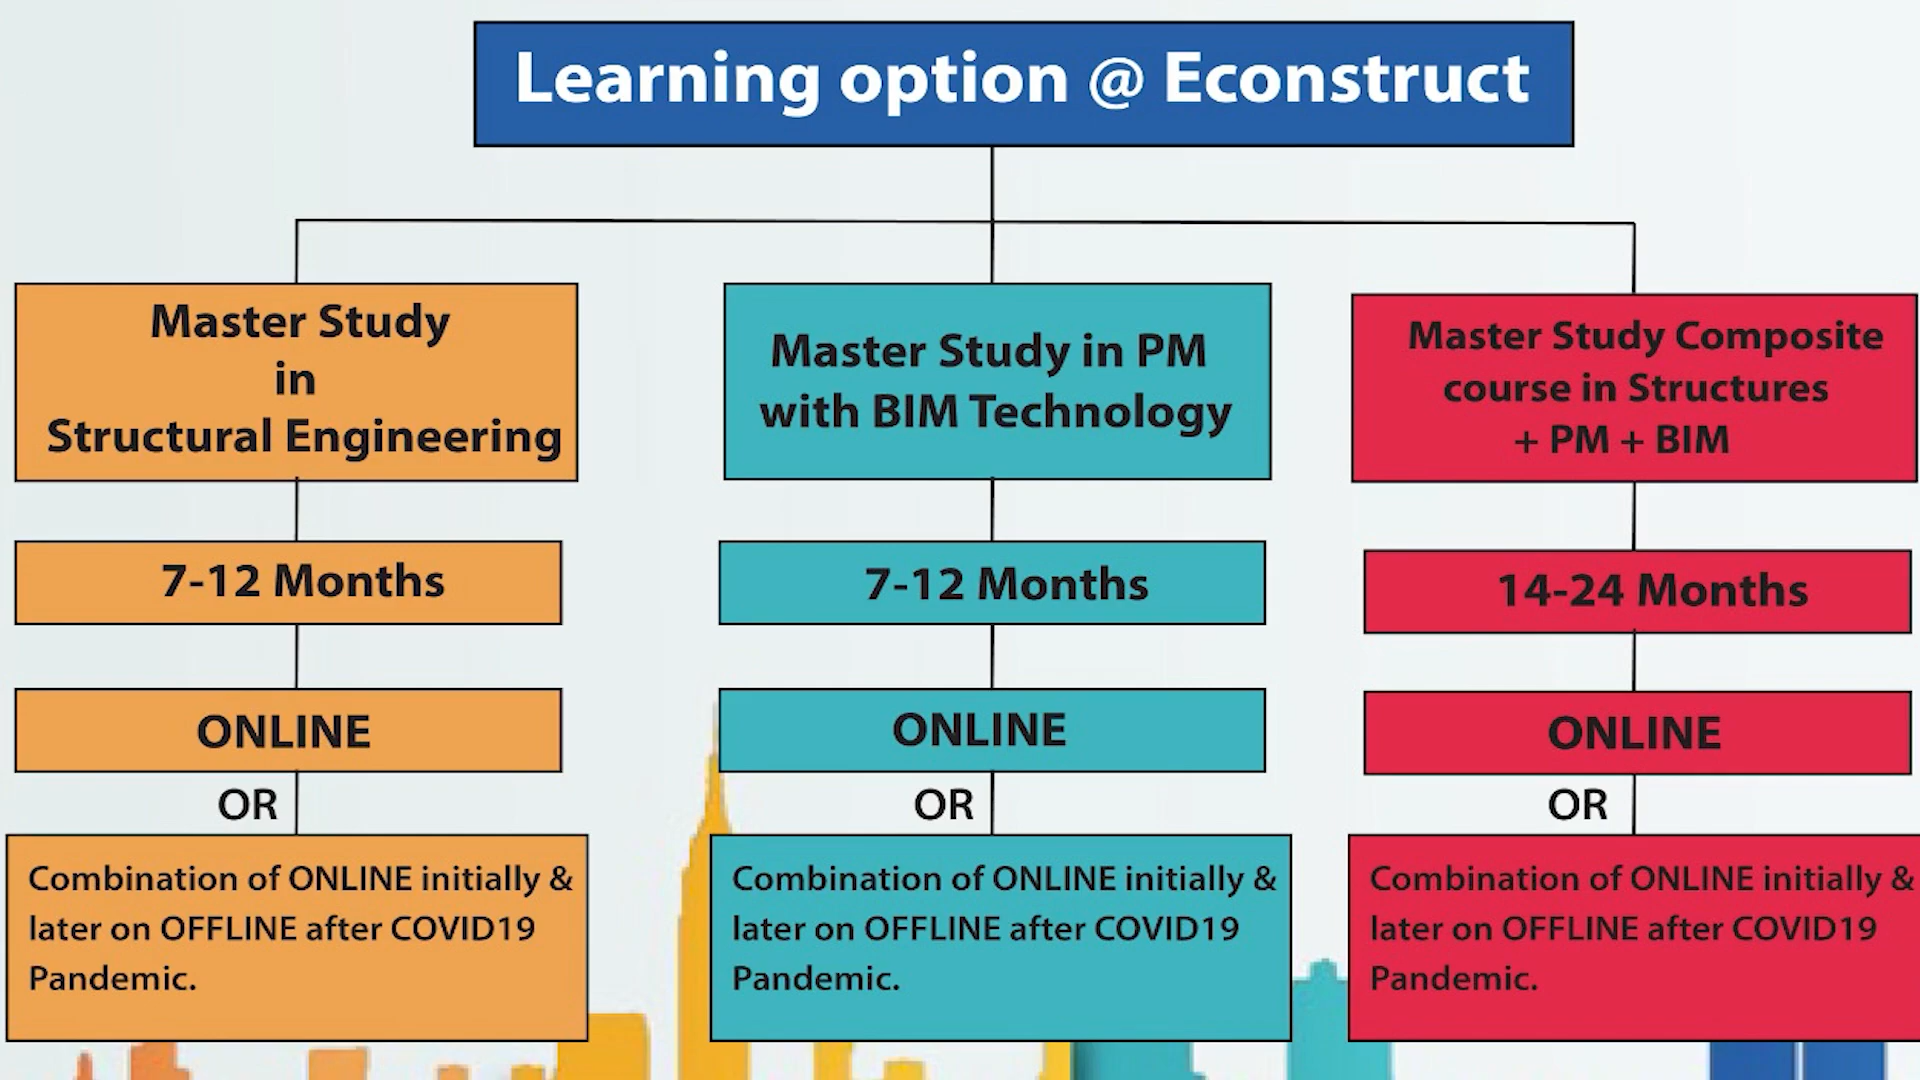 Learning option @ Econstruct
Master Study
in
Structural Engineering
7-12 Months
ONLINE
OR
Combination of ONLINE initially &
later on OFFLINE after COVID19
Pandemic.
Master Study in PM
with BIM Technology
7-12 Months
ONLINE
OR
Combination of ONLINE initially &
later on OFFLINE after COVID19
Pandemic.
Master Study Composite
course in Structures
+ PM + BIM
14-24 Months
ONLINE
OR
Combination of ONLINE initially &
later on OFFLINE after COVID19
Pandemic.